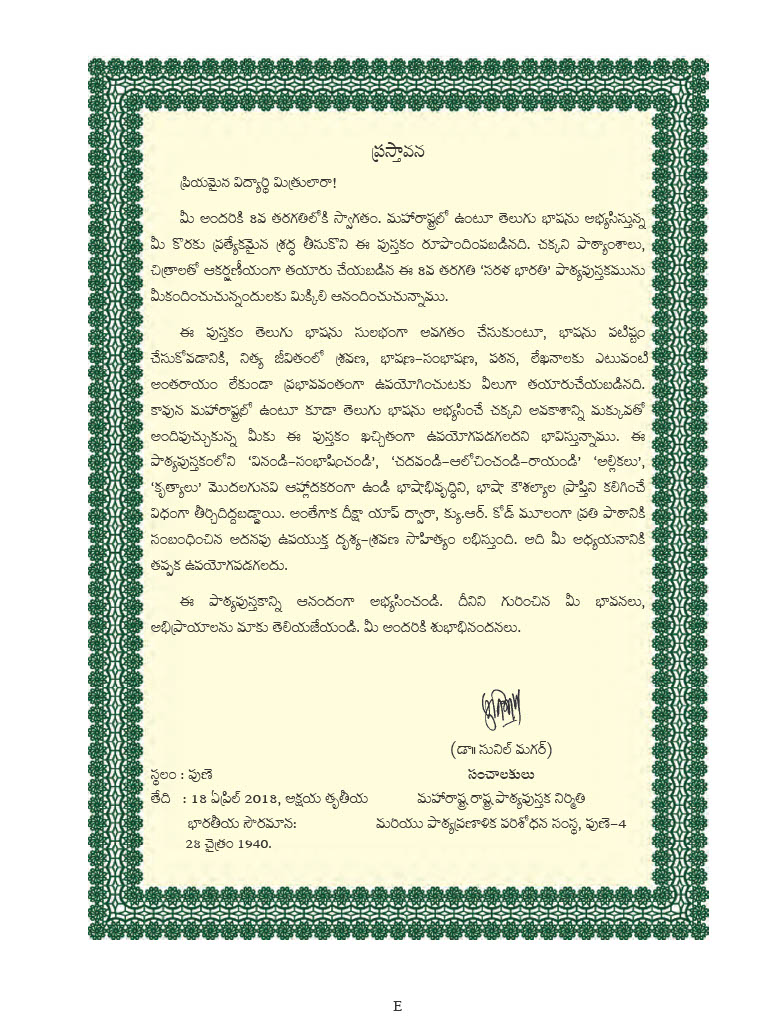 ప్రస్తావన
ప్రియమైన విద్యార్థి మిత్రులారా!
మీ అందరికి 8వ తరగతిలోకి స్వాగతం. మహారాష్ట్రలో ఉంటూ తెలుగు భాషను అభ్యసిస్తున్న
మీ కొరకు ప్రత్యేకమైన శ్రద్ధ తీసుకొని ఈ పుస్తకం రూపొందింపబడినది. చక్కని పాఠ్యాంశాలు,
చిత్రాలతో ఆకర్షణీయంగా తయారు చేయబడిన ఈ 8వ తరగతి ‘సరళ భారతి’ పాఠ్యపుస్తకమును
మీకందించుచున్నందులకు మిక్కిలి ఆనందించుచున్నాము.
ఈ పుస్తకం తెలుగు భాషను సులభంగా అవగతం చేసుకుంటూ, భాషను పటిష్టం
చేసుకోవడానికి, నిత్య జీవితంలో శ్రవణ, భాషణ–సంభాషణ, పఠన, లేఖనాలకు ఎటువంటి
అంతరాయం లేకుండా ప్రభావవంతంగా ఉపయోగించుటకు వీలుగా తయారుచేయబడినది.
కావున మహారాష్ట్రలో ఉంటూ కూడా తెలుగు భాషను అభ్యసించే చక్కని అవకాశాన్ని మక్కువతో
అందిపుచ్చుకున్న మీకు ఈ పుస్తకం ఖచ్చితంగా ఉపయోగపడగలదని భావిస్తున్నాము. ఈ
పాఠ్యపుస్తకంలోని ‘వినండి–సంభాషించండి’, ‘చదవండి–ఆలోచించండి–రాయండి’ ‘అల్లికలు’,
‘కృత్యాలు’ మొదలగునవి ఆహ్లాదకరంగా ఉండి భాషాభివృద్ధిని, భాషా కౌశల్యాల ప్రాప్తిని కలిగించే
విధంగా తీర్చిదిద్దబడ్డాయి. అంతేగాక దీక్షా యాప్ ద్వారా, క్యు.ఆర్. కోడ్ మూలంగా ప్రతి పాఠానికి
సంబంధించిన అదనపు ఉపయుక్త దృశ్య–శ్రవణ సాహిత్యం లభిస్తుంది. అది మీ అధ్యయనానికి
తప్పక ఉపయోగపడగలదు.
ఈ పాఠ్యపుస్తకాన్ని ఆనందంగా అభ్యసించండి. దీనిని గురించిన మీ భావనలు,
అభిప్రాయాలను మాకు తెలియజేయండి. మీ అందరికి శుభాభినందనలు.
(డా॥ సునిల్ మగర్)
స్థలం : పుణె సంచాలకులు
తేది : 18 ఏప్రిల్ 2018, అక్షయ తృతీయ మహారాష్ట్ర రాష్ట్ర పాఠ్యపుస్తక నిర్మితి
భారతీయ సౌరమాన: మరియు పాఠ్యప్రణాళిక పరిశోధన సంస్థ, పుణె–4
28 చైత్రం 1940.
E